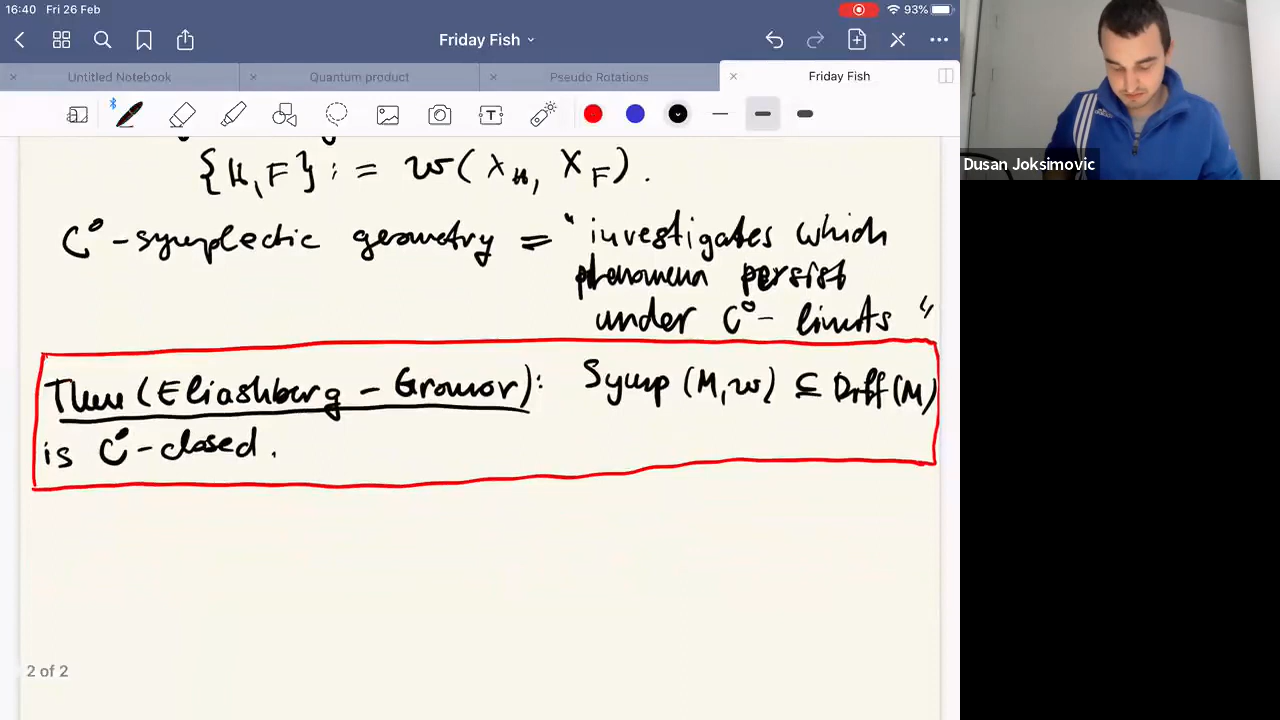 16:40 Fri 26 Feb 93%
Friday Fish
Untitled Notebook Quantum product Pseudo Rotations Friday Fish
{H, F} := ω(X_H, X_F).
C⁰-symplectic geometry = "investigates which
phenomena persist
under C⁰- limits"
Thm (Eliashberg - Gromov): Symp (M, ω) ⊆ Diff(M)
is C⁰-closed.
2 of 2
Dusan Joksimovic